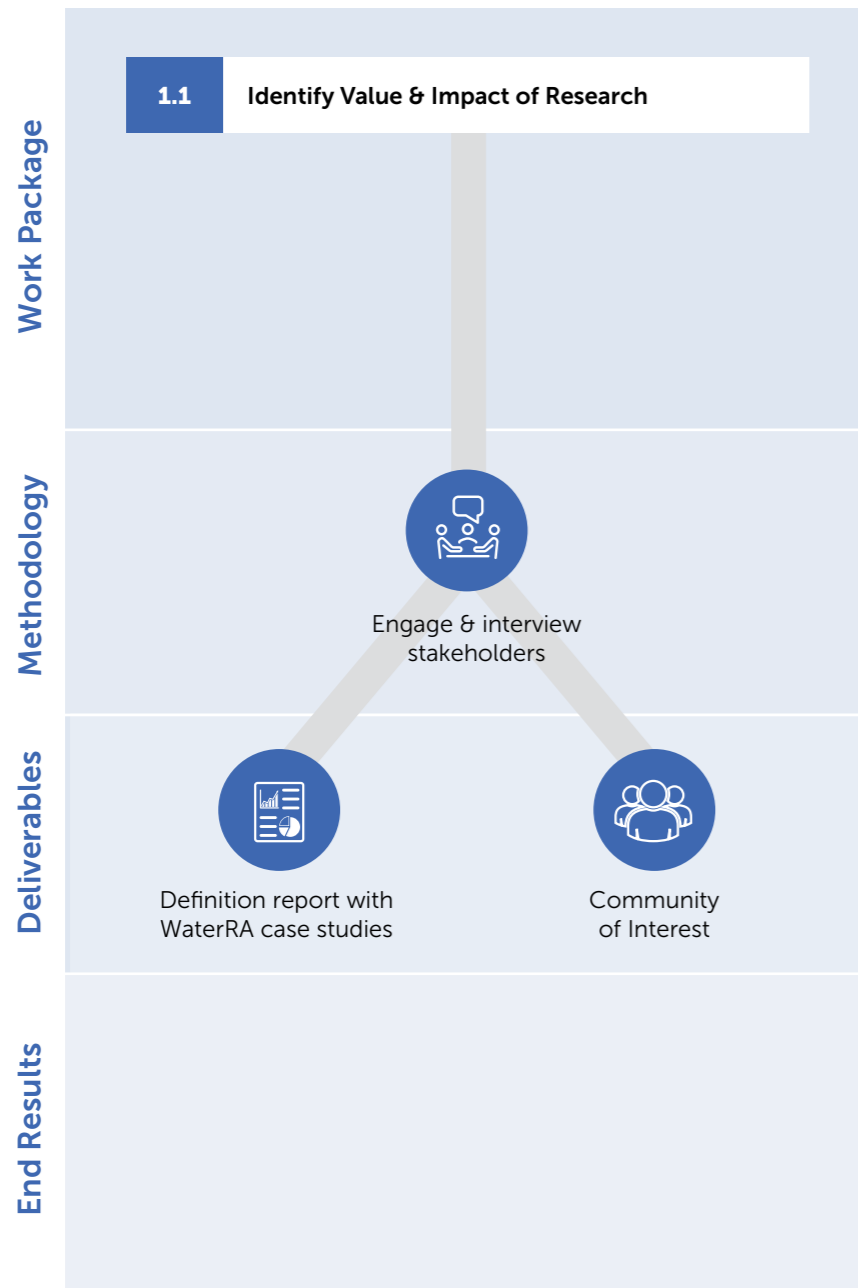 Work Package
1.1 Identify Value & Impact of Research
Methodology
Engage & interview
stakeholders
Deliverables
Definition report with
WaterRA case studies
Community
of Interest
End Results